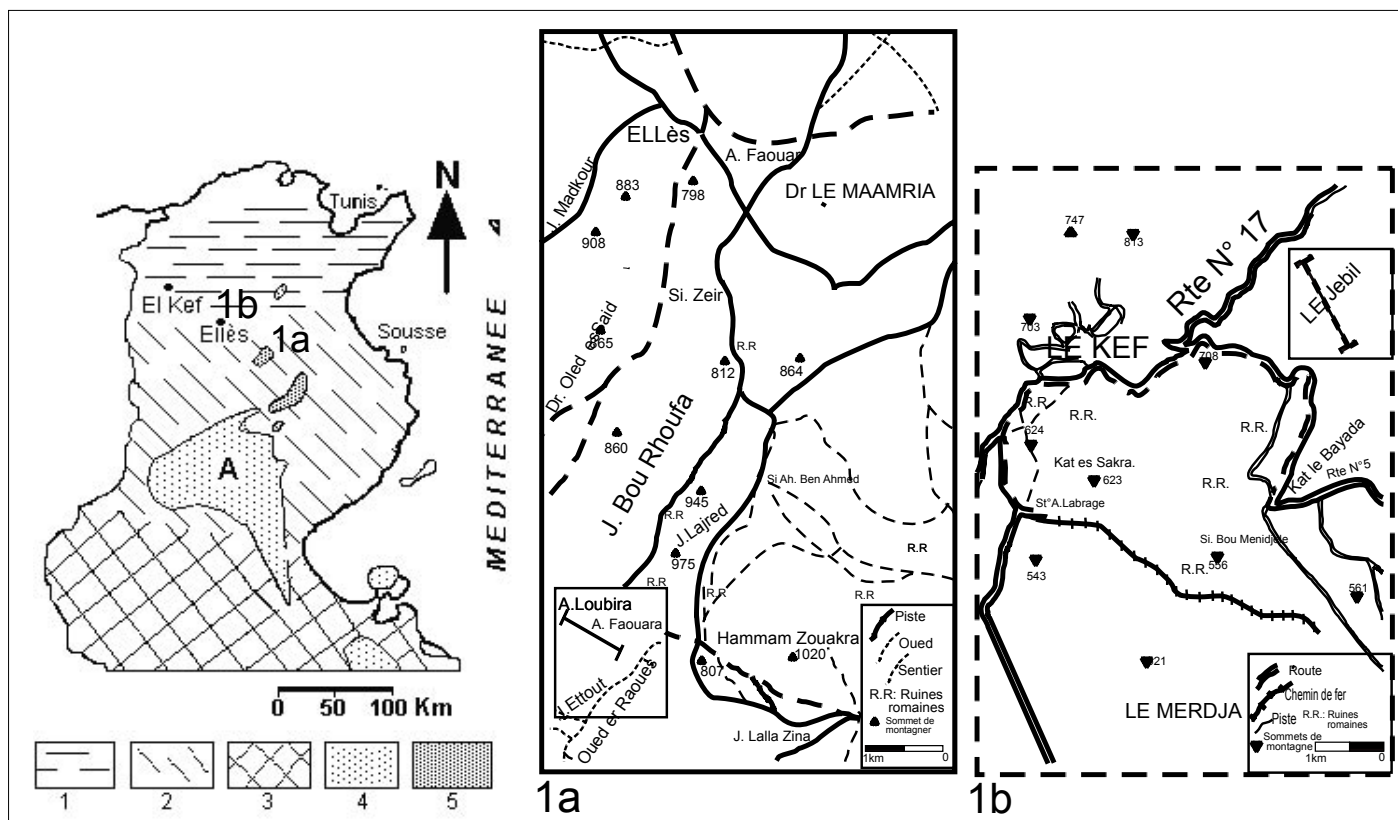 Tunis
N
MEDITERRANEE
El Kef
1b
Ellès
1a
Sousse
A
0 50 100 Km
1 2 3 4 5
ELLès
A. Faouar
J. Madkour
883
798
Dr LE MAAMRIA
908
Si. Zeir
Dr. Oled es Said
865
R.R
812
864
860
J. Bou Rhoufa
Si Ah. Ben Ahmed
945
R.R
J.Lajred
975
R.R
R.R
R.R
R.R
A.Loubira
A. Faouara
J. Ettout
Oued er Raoues
Hammam Zouakra
1020
807
J. Lalla Zina
Piste
Oued
Sentier
R.R: Ruines
romaines
Sommet de
montagner
1km 0
1a
747
813
Rte N° 17
LE Jebil
703
LE KEF
708
R.R.
R.R.
R.R.
624
Kat es Sakra.
623
R.R.
Kat le Bayada
Rte N°5
St°A.Labrage
Si. Bou Menidjele
556
R.R.
543
561
LE MERDJA
Route
Chemin de fer
Piste
R.R.: Ruines
romaines
Sommets de
montagne
1km 0
1b